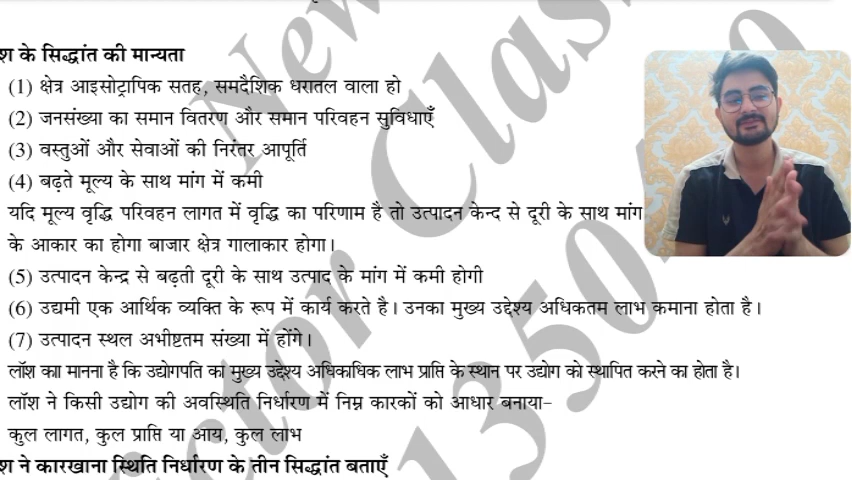 श के सिद्धांत की मान्यता
(1) क्षेत्र आइसोट्रापिक सतह, समदैशिक धरातल वाला हो
(2) जनसंख्या का समान वितरण और समान परिवहन सुविधाएँ
(3) वस्तुओं और सेवाओं की निरंतर आपूर्ति
(4) बढ़ते मूल्य के साथ मांग में कमी
यदि मूल्य वृद्धि परिवहन लागत में वृद्धि का परिणाम है तो उत्पादन केन्द से दूरी के साथ मांग
के आकार का होगा बाजार क्षेत्र गालाकार होगा।
(5) उत्पादन केन्द्र से बढ़ती दूरी के साथ उत्पाद के मांग में कमी होगी
(6) उद्यमी एक आर्थिक व्यक्ति के रूप में कार्य करते है। उनका मुख्य उद्देश्य अधिकतम लाभ कमाना होता है।
(7) उत्पादन स्थल अभीष्टतम संख्या में होंगे।
लॉश काा मानना है कि उद्योगपति का मुख्य उद्देश्य अधिकाधिक लाभ प्राप्ति के स्थान पर उद्योग को स्थापित करने का होता है।
लॉश ने किसी उद्योग की अवस्थिति निर्धारण में निम्न कारकों को आधार बनाया-
कुल लागत, कुल प्राप्ति या आय, कुल लाभ
श ने कारखाना स्थिति निर्धारण के तीन सिद्धांत बताएँ